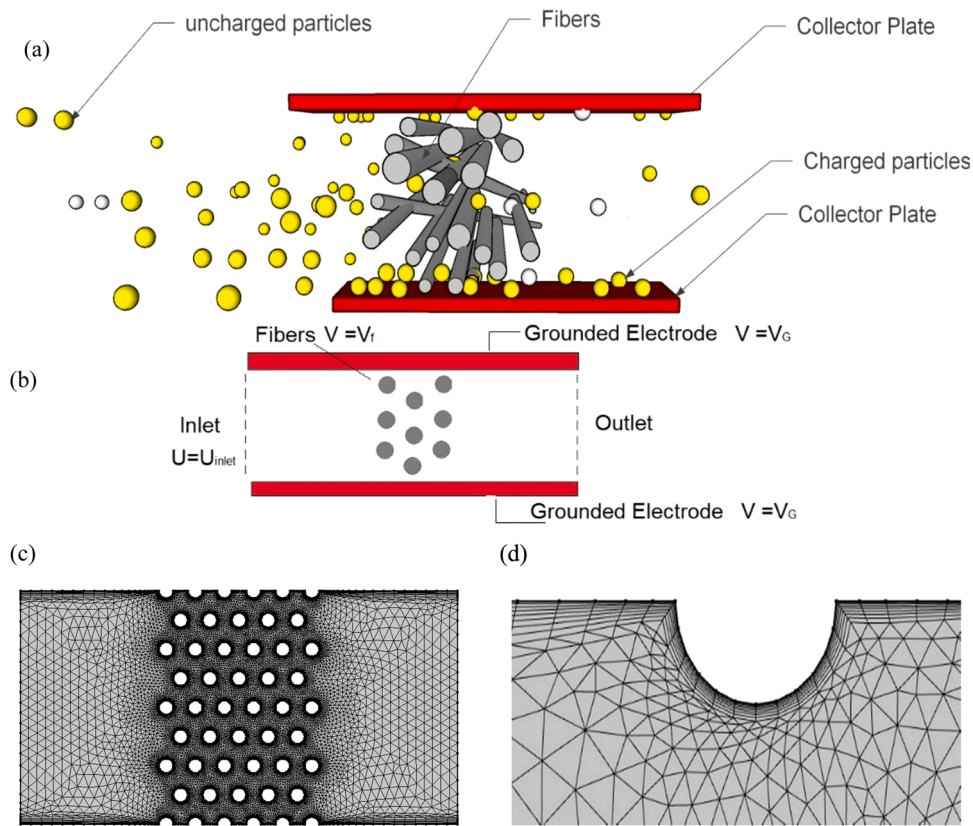 uncharged particles
Fibers
Collector Plate
(a)
Charged particles
Collector Plate
Fibers V =Vf
Grounded Electrode V =VG
(b)
Inlet
Outlet
U=Uinlet
Grounded Electrode V =VG
(c)
(d)